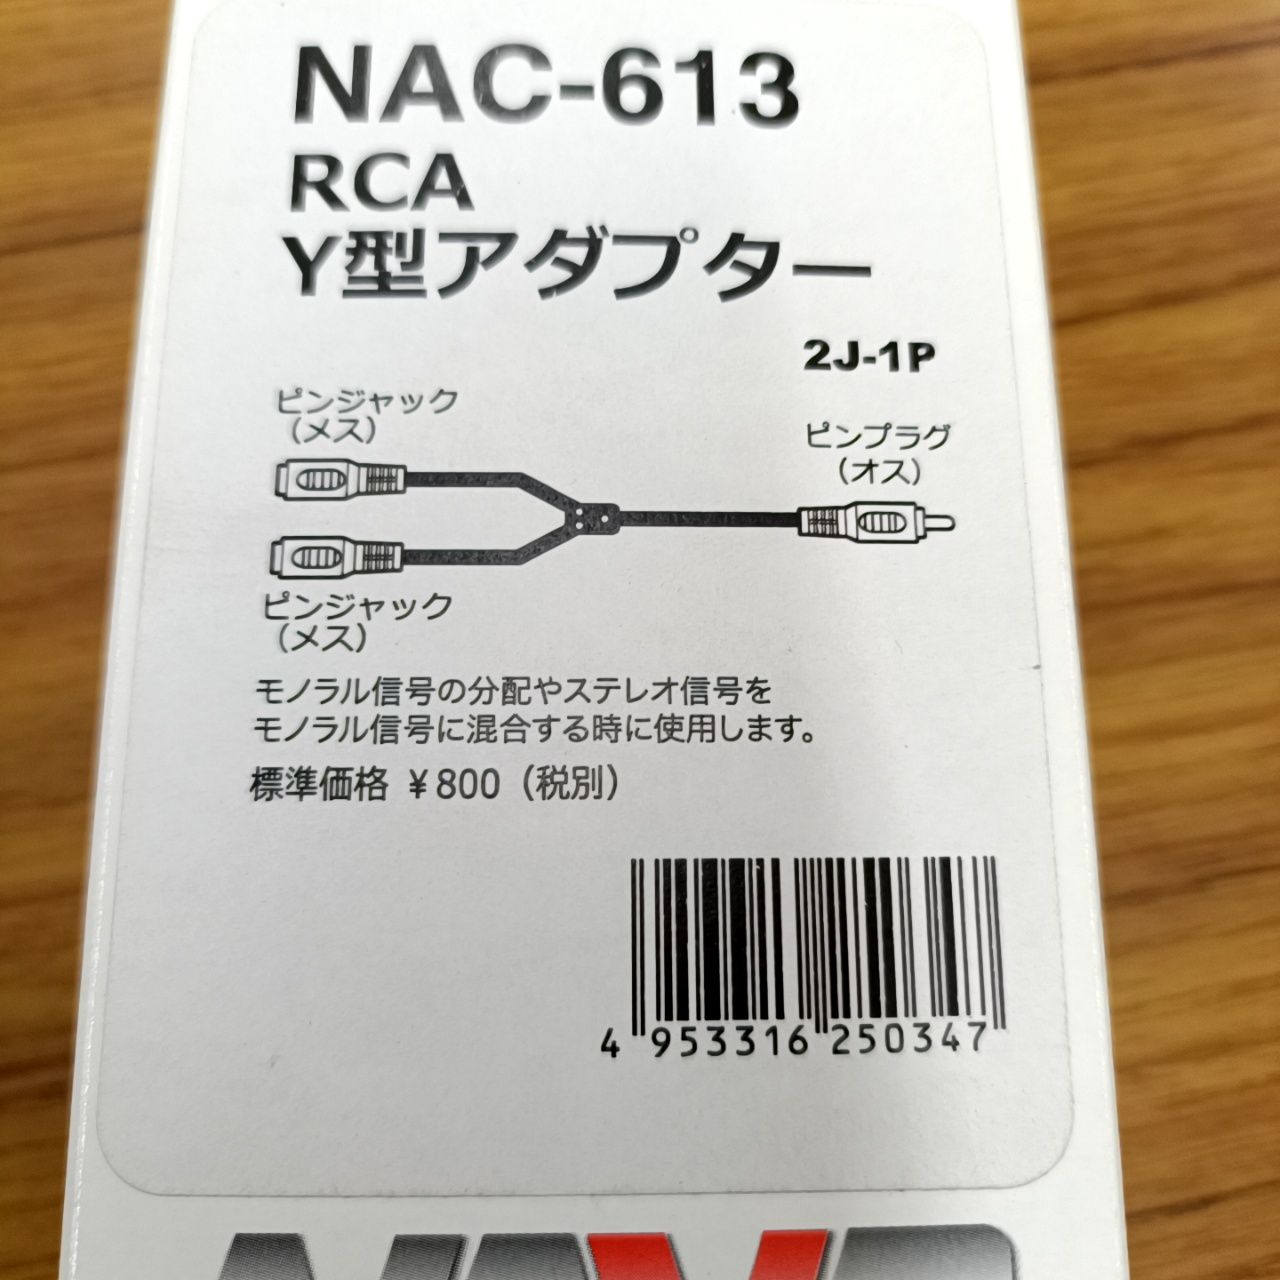 NAC-613
RCA
Y型アダプター
2J-1P
ピンジャック
（メス）
ピンプラグ
（オス）
ピンジャック
（メス）
モノラル信号の分配やステレオ信号を
モノラル信号に混合する時に使用します。
標準価格 ¥800（税別）
4 953316 250347